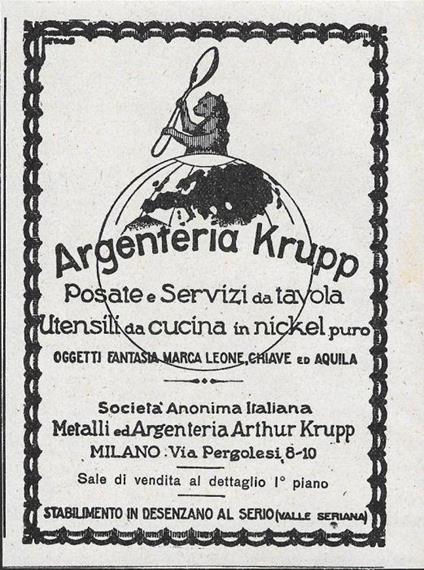 Argenteria Krupp
Posate e Servizi da tavola
Utensili da cucina in nickel puro
OGGETTI FANTASIA MARCA LEONE, CHIAVE ED AQUILA
Società Anonima Italiana
Metalli ed Argenteria Arthur Krupp
MILANO. Via Pergolesi, 8-10
Sale di vendita al dettaglio I° piano
STABILIMENTO IN DESENZANO AL SERIO (VALLE SERIANA)